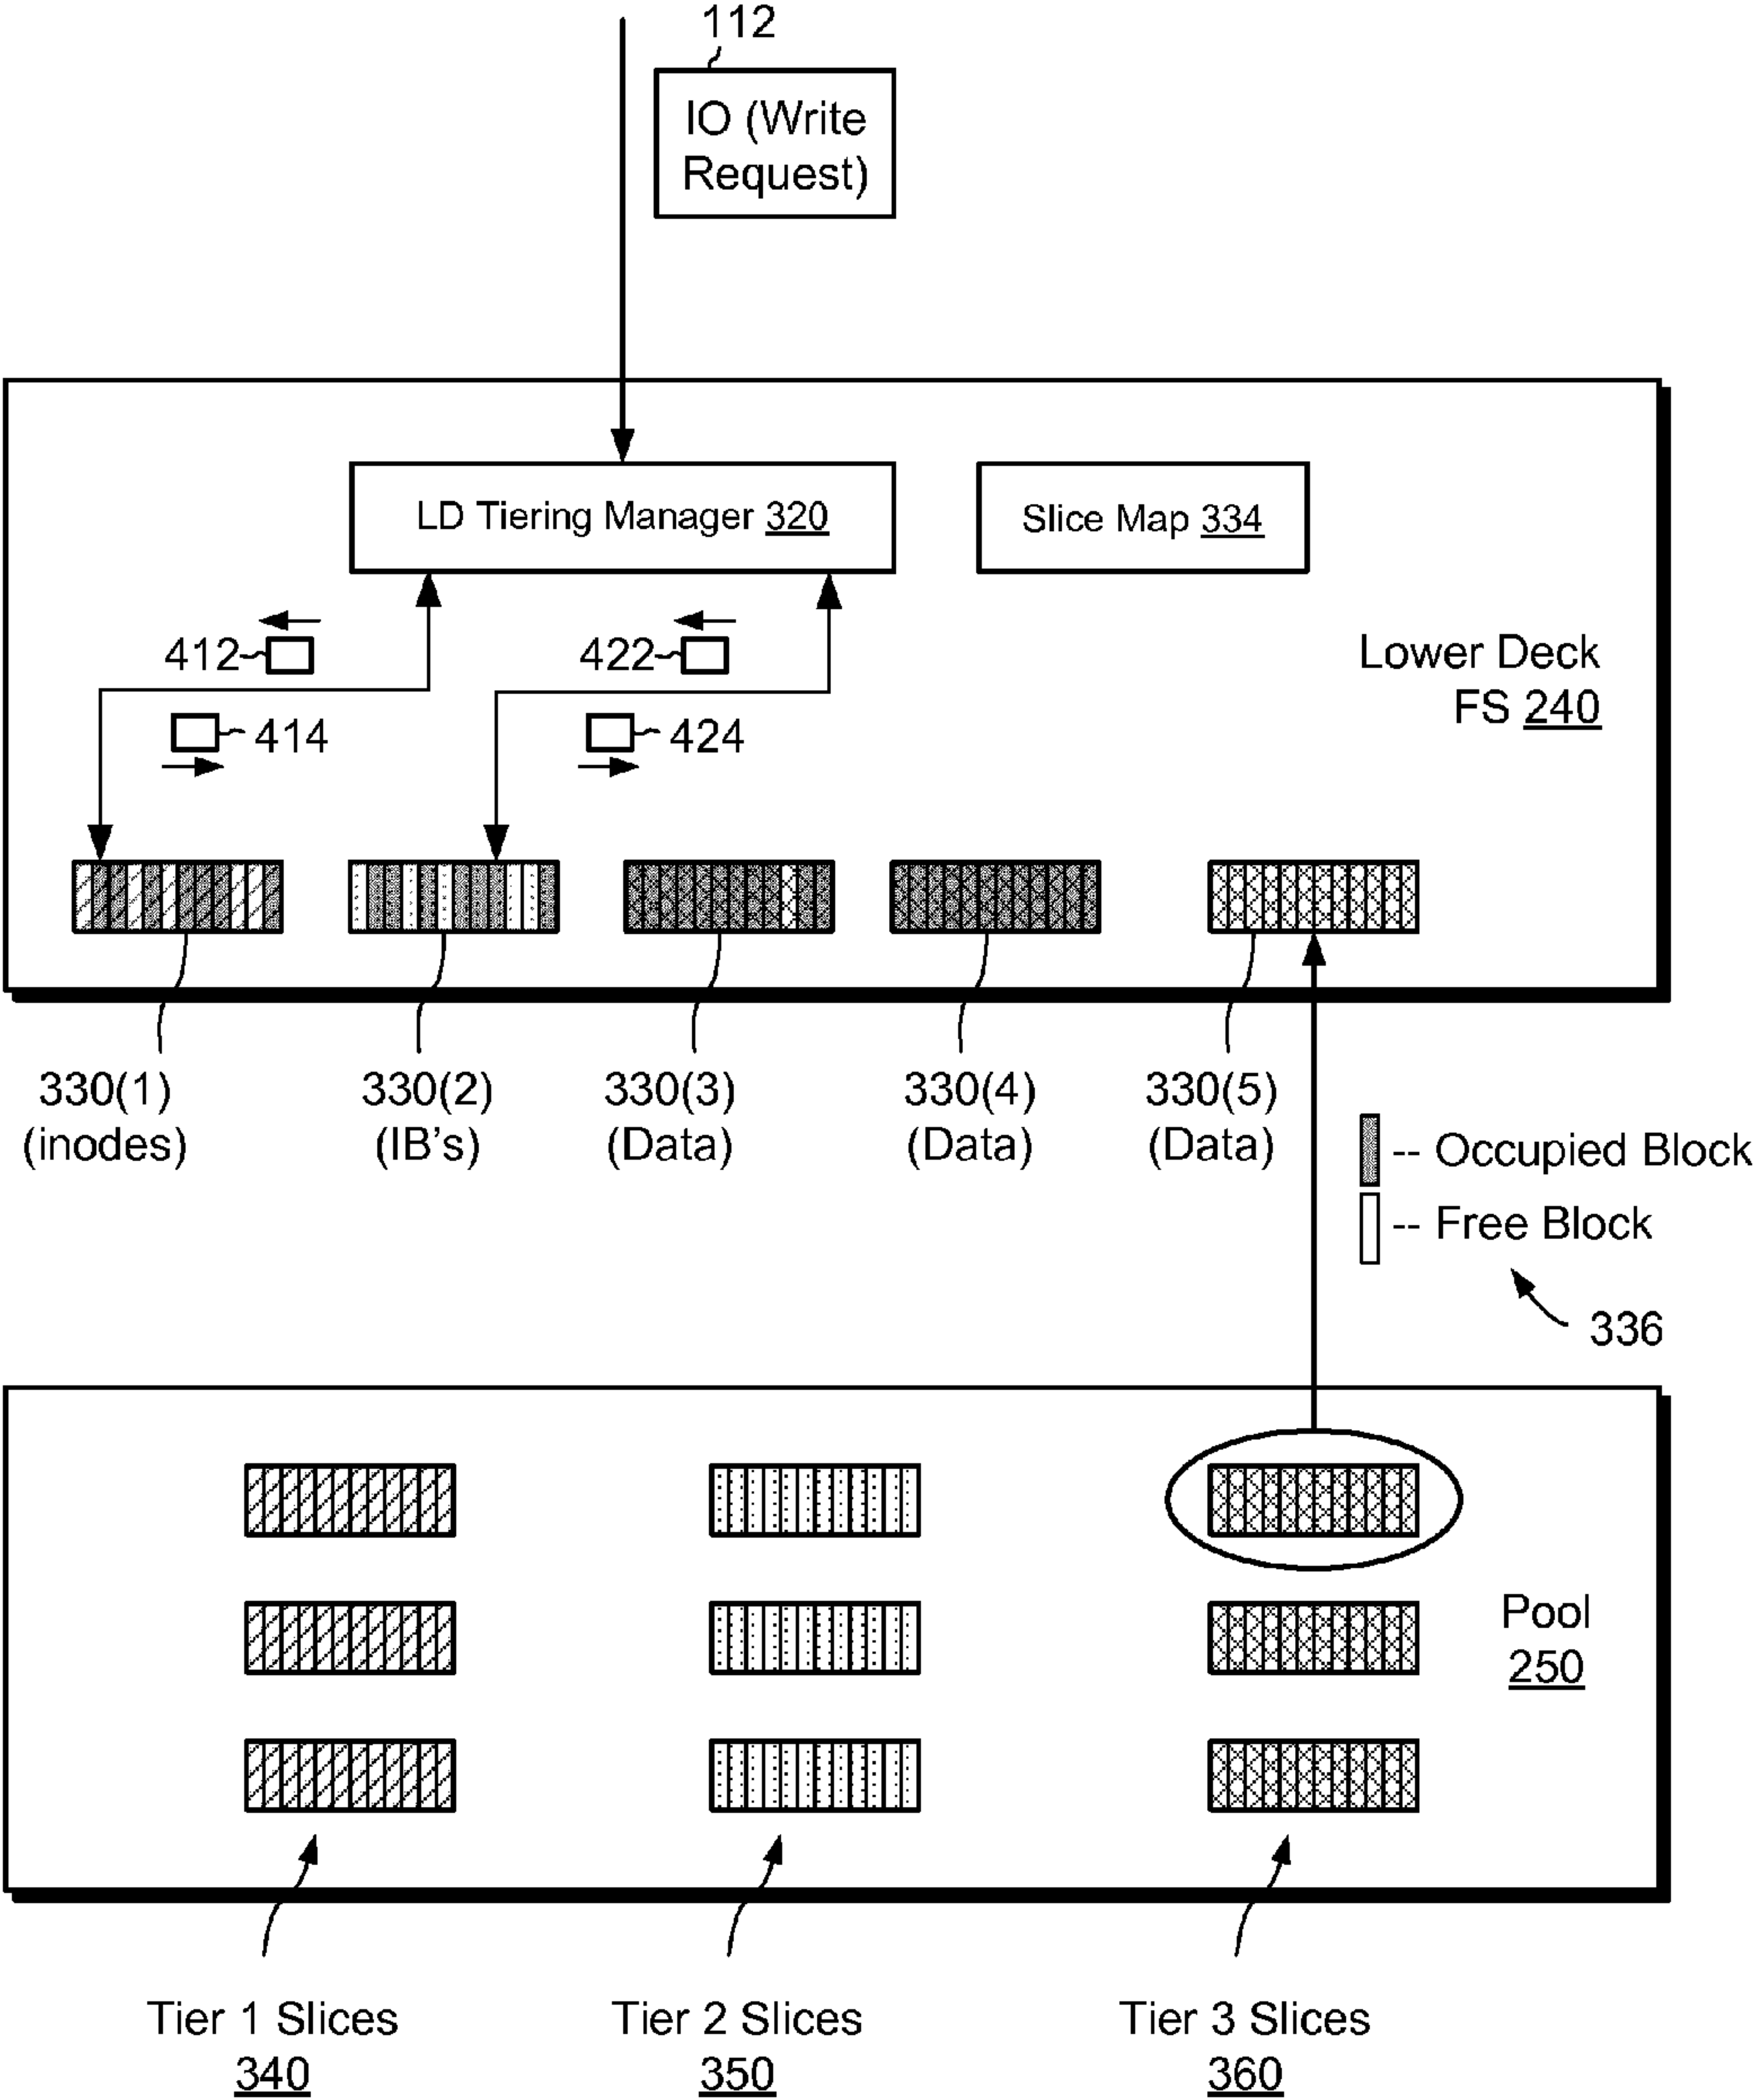 112
IO (Write
Request)
LD Tiering Manager 320
Slice Map 334
412
422
Lower Deck
FS 240
414
424
330(1)
(inodes)
330(2)
(IB's)
330(3)
(Data)
330(4)
(Data)
330(5)
(Data)
-- Occupied Block
-- Free Block
336
Pool
250
Tier 1 Slices
340
Tier 2 Slices
350
Tier 3 Slices
360